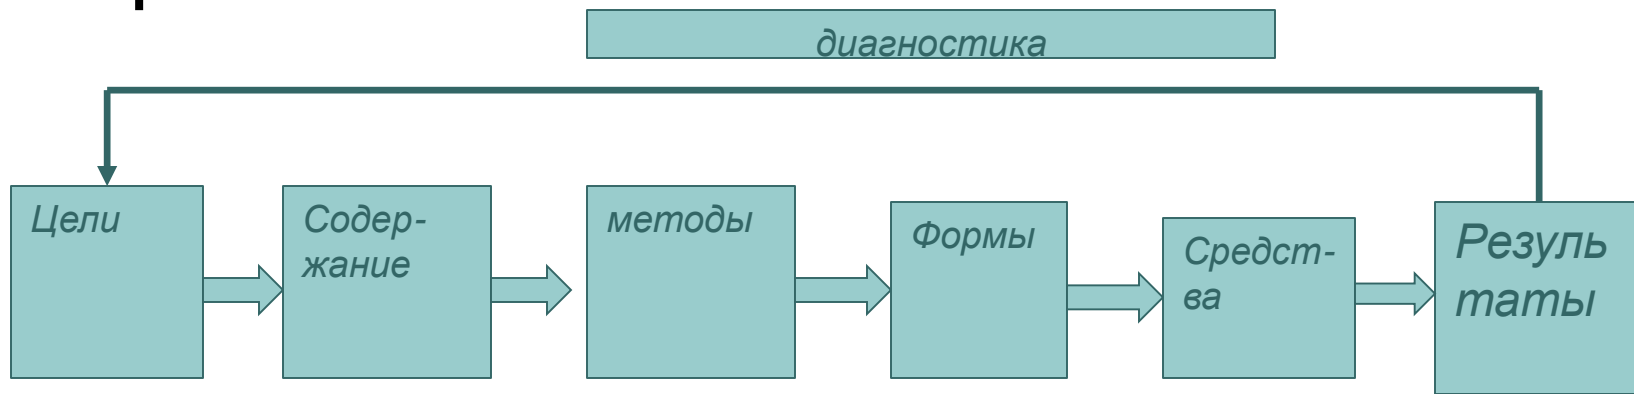 диагностика
Цели
Содер-
жание
методы
Формы
Средст-
ва
Резуль
таты